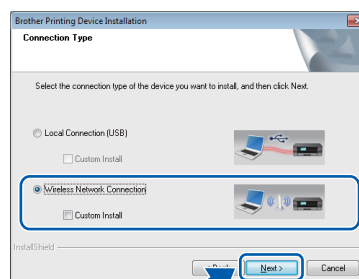 Brother Printing Device Installation
Connection Type
Select the connection type of the device you want to install, and then click Next.
Local Connection (USB)
Custom Install
Wireless Network Connection
Custom Install
InstallShield
Next >
Cancel